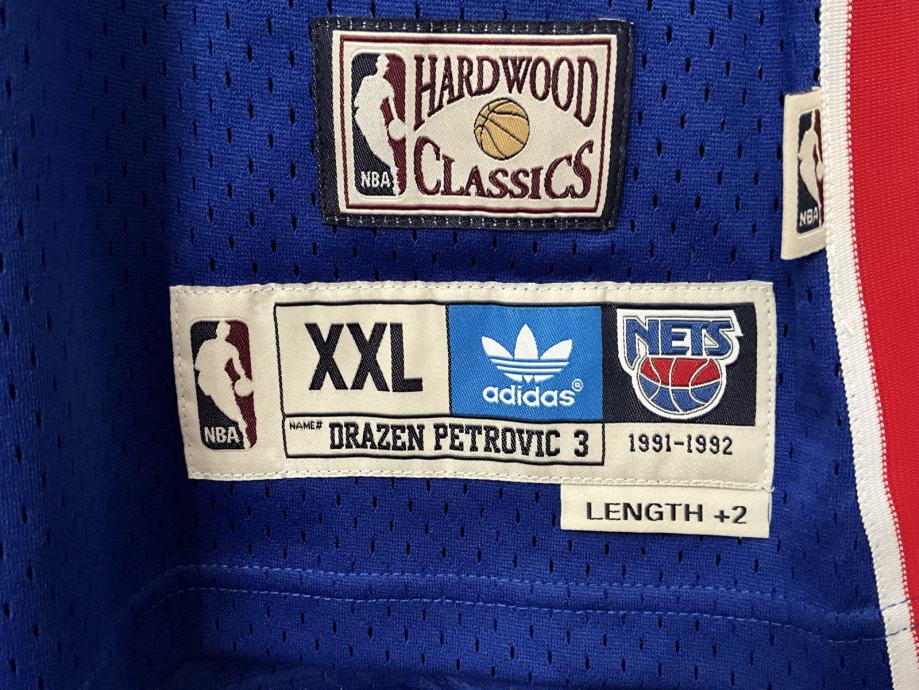 HARDWOOD
CLASSICS
NBA
NBA
XXL
adidas®
NETS
NBA
NAME# DRAZEN PETROVIC 3
1991-1992
LENGTH +2